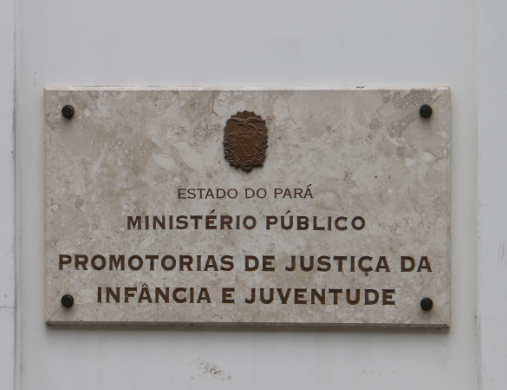 ESTADO DO PARÁ
MINISTÉRIO PÚBLICO
PROMOTORIAS DE JUSTIÇA DA
INFÂNCIA E JUVENTUDE